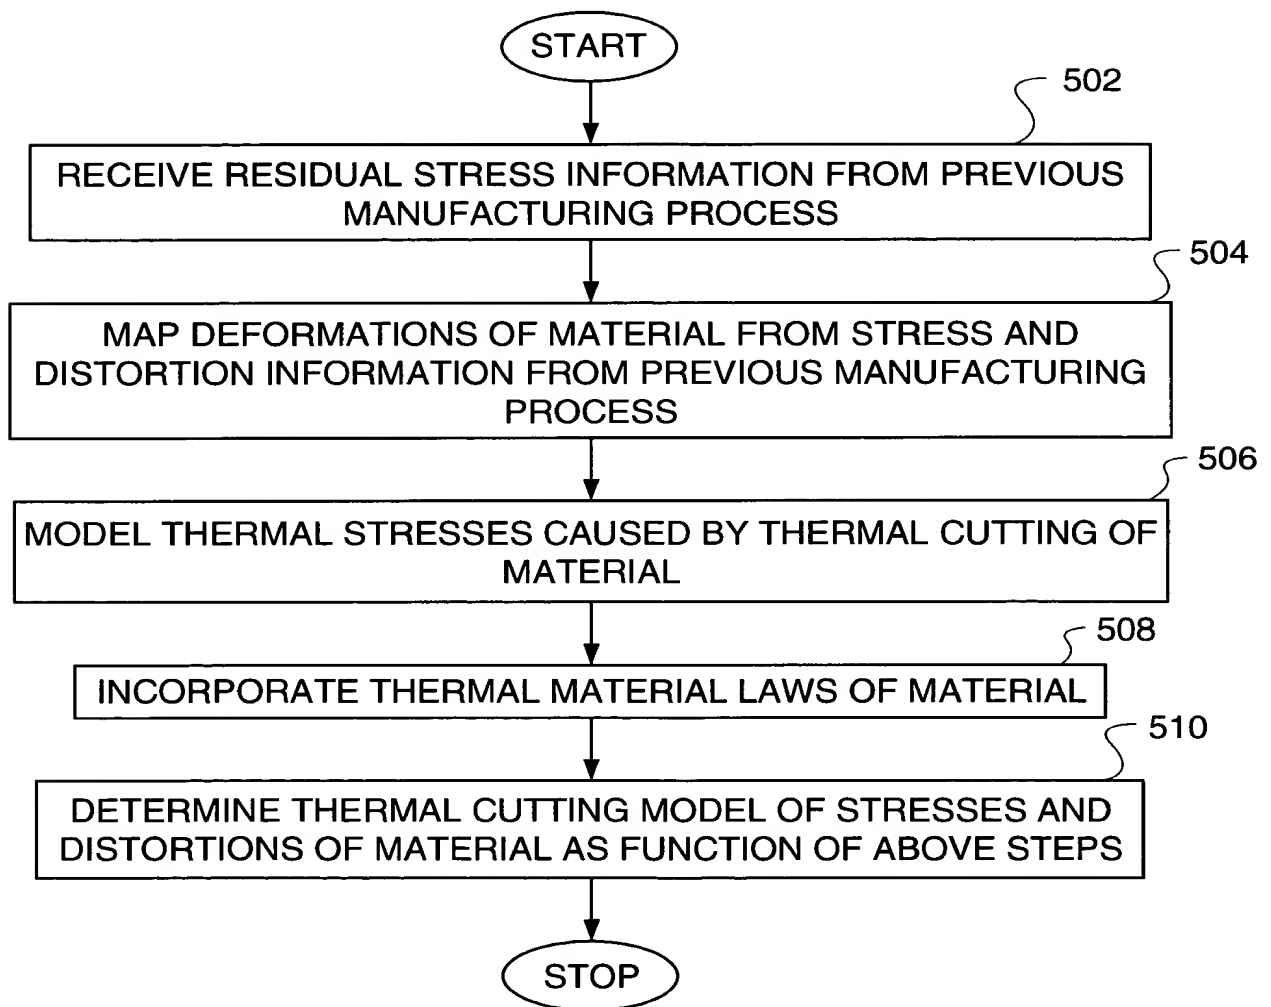 START
502
RECEIVE RESIDUAL STRESS INFORMATION FROM PREVIOUS
MANUFACTURING PROCESS
504
MAP DEFORMATIONS OF MATERIAL FROM STRESS AND
DISTORTION INFORMATION FROM PREVIOUS MANUFACTURING
PROCESS
506
MODEL THERMAL STRESSES CAUSED BY THERMAL CUTTING OF
MATERIAL
508
INCORPORATE THERMAL MATERIAL LAWS OF MATERIAL
510
DETERMINE THERMAL CUTTING MODEL OF STRESSES AND
DISTORTIONS OF MATERIAL AS FUNCTION OF ABOVE STEPS
STOP